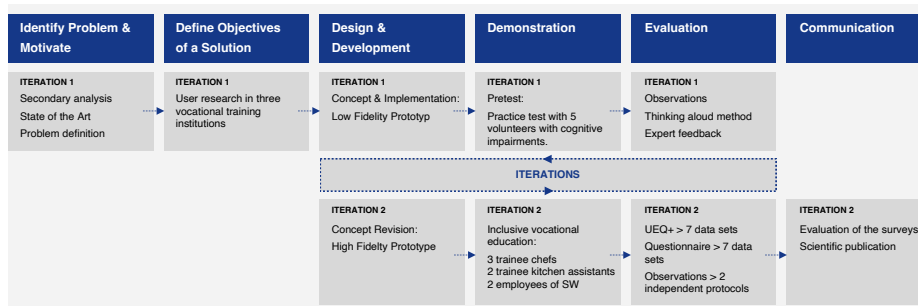 Identify Problem &
Motivate
Define Objectives
of a Solution
Design &
Development
Demonstration
Evaluation
Communication
ITERATION 1
Secondary analysis
State of the Art
Problem definition
ITERATION 1
User research in three
vocational training
institutions
ITERATION 1
Concept & Implementation:
Low Fidelity Prototyp
ITERATION 1
Pretest:
Practice test with 5
volunteers with cognitive
impairments.
ITERATION 1
Observations
Thinking aloud method
Expert feedback
ITERATIONS
ITERATION 2
Concept Revision:
High Fidelty Prototype
ITERATION 2
Inclusive vocational
education:
3 trainee chefs
2 trainee kitchen assistants
2 employees of SW
ITERATION 2
UEQ+ > 7 data sets
Questionnaire > 7 data
sets
Observations > 2
independent protocols
ITERATION 2
Evaluation of the surveys
Scientific publication